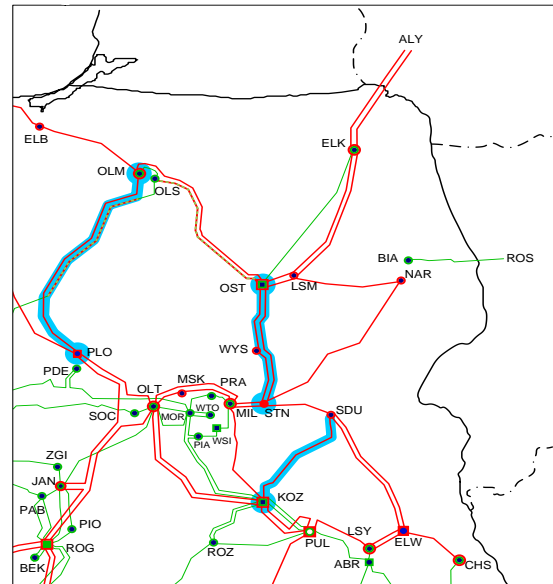 ALY
ELB
ELK
OLM
OLS
BIA
ROS
NAR
OST
LSM
WYS
PLO
PDE
MSK
PRA
OLT
SOC
MOR
WTO
MIL
STN
SDU
PIA
WSI
ZGI
JAN
PAB
PIO
KOZ
ROG
BEK
ROZ
PUL
LSY
ELW
ABR
CHS